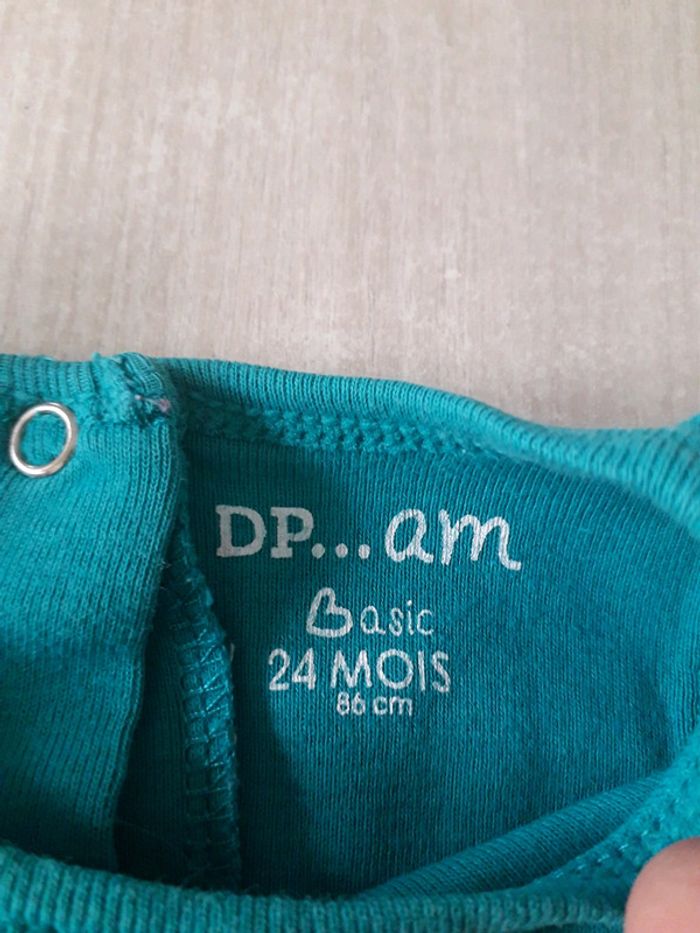 DP...am
Basic
24 MOIS
86 cm